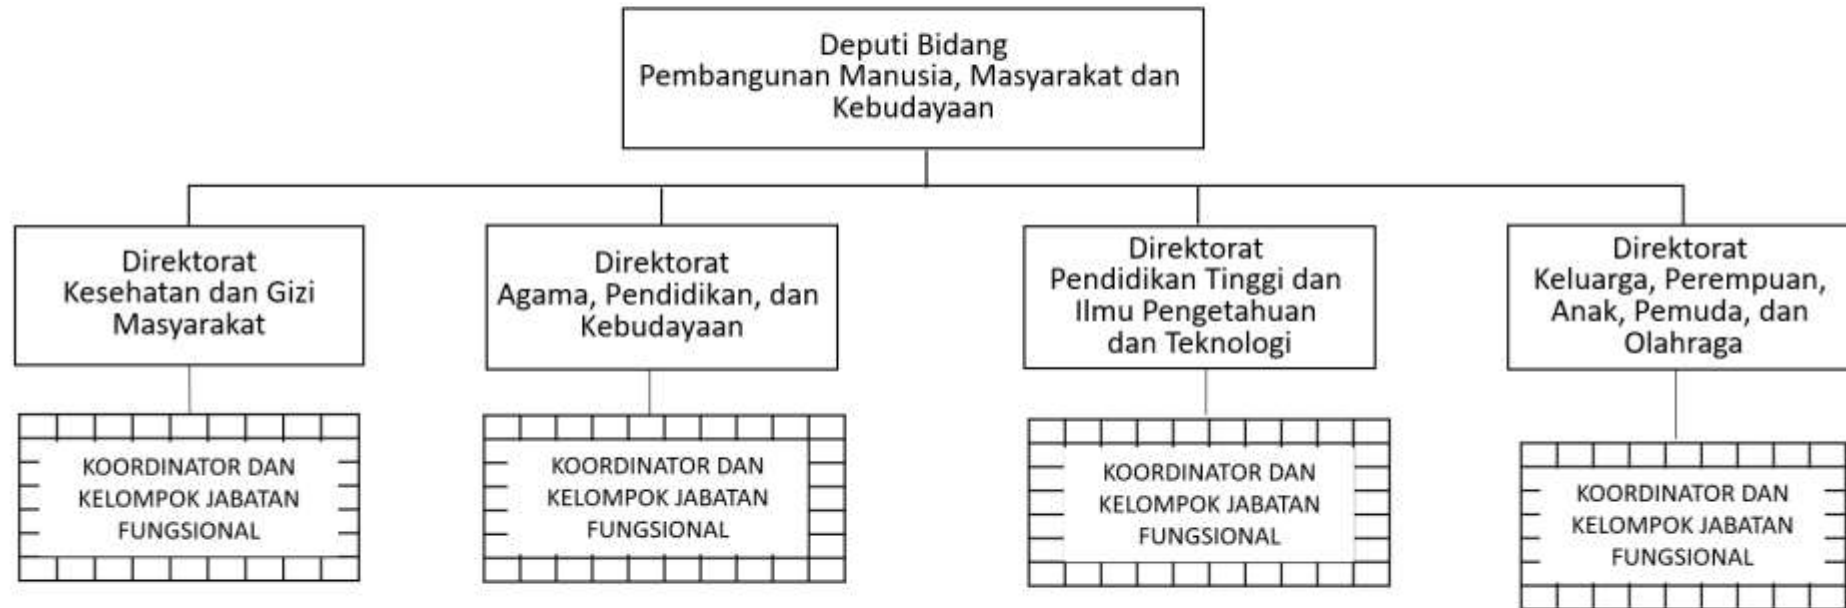 Deputi Bidang
Pembangunan Manusia, Masyarakat dan
Kebudayaan
Direktorat
Kesehatan dan Gizi
Masyarakat
Direktorat
Agama, Pendidikan, dan
Kebudayaan
Direktorat
Pendidikan Tinggi dan
Ilmu Pengetahuan
dan Teknologi
Direktorat
Keluarga, Perempuan,
Anak, Pemuda, dan
Olahraga
KOORDINATOR DAN
KELOMPOK JABATAN
FUNGSIONAL
KOORDINATOR DAN
KELOMPOK JABATAN
FUNGSIONAL
KOORDINATOR DAN
KELOMPOK JABATAN
FUNGSIONAL
KOORDINATOR DAN
KELOMPOK JABATAN
FUNGSIONAL